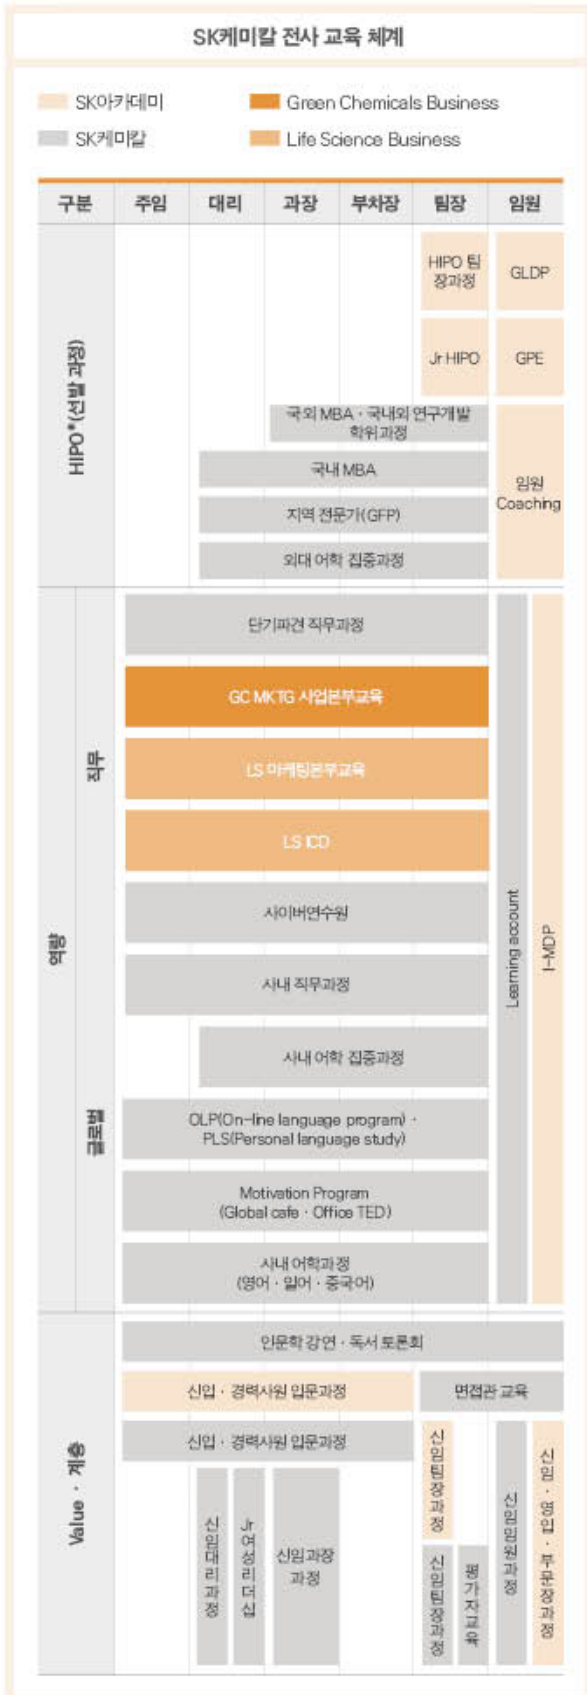 SK케미칼 전사 교육 체계
SK아카데미
Green Chemicals Business
SK케미칼
Life Science Business
구분 주임 대리 과장 부차장 팀장 임원
HIPO*(선발 과정)
HIPO 팀
장과정
GLDP
Jr HIPO
GPE
국외 MBA · 국내외 연구개발
학위과정
국내 MBA
지역 전문가(GFP)
외대 어학 집중과정
임원
Coaching
역량
직무
단기파견 직무과정
GC MKTG 사업본부교육
LS 마케팅본부교육
LS ICD
사이버연수원
사내 직무과정
글로벌
사내 어학 집중과정
OLP(On-line language program) ·
PLS(Personal language study)
Motivation Program
(Global cafe · Office TED)
사내 어학과정
(영어 · 일어 · 중국어)
Learning account
I-MDP
Value · 계층
인문학 강연 · 독서 토론회
신입 · 경력사원 입문과정
면접관 교육
신입 · 경력사원 입문과정
신임대리과정
Jr 여성리더십
신임과장
과정
신임팀장과정
신임팀장과정
평가자교육
신임임원과정
신임 · 영입 · 부문장과정